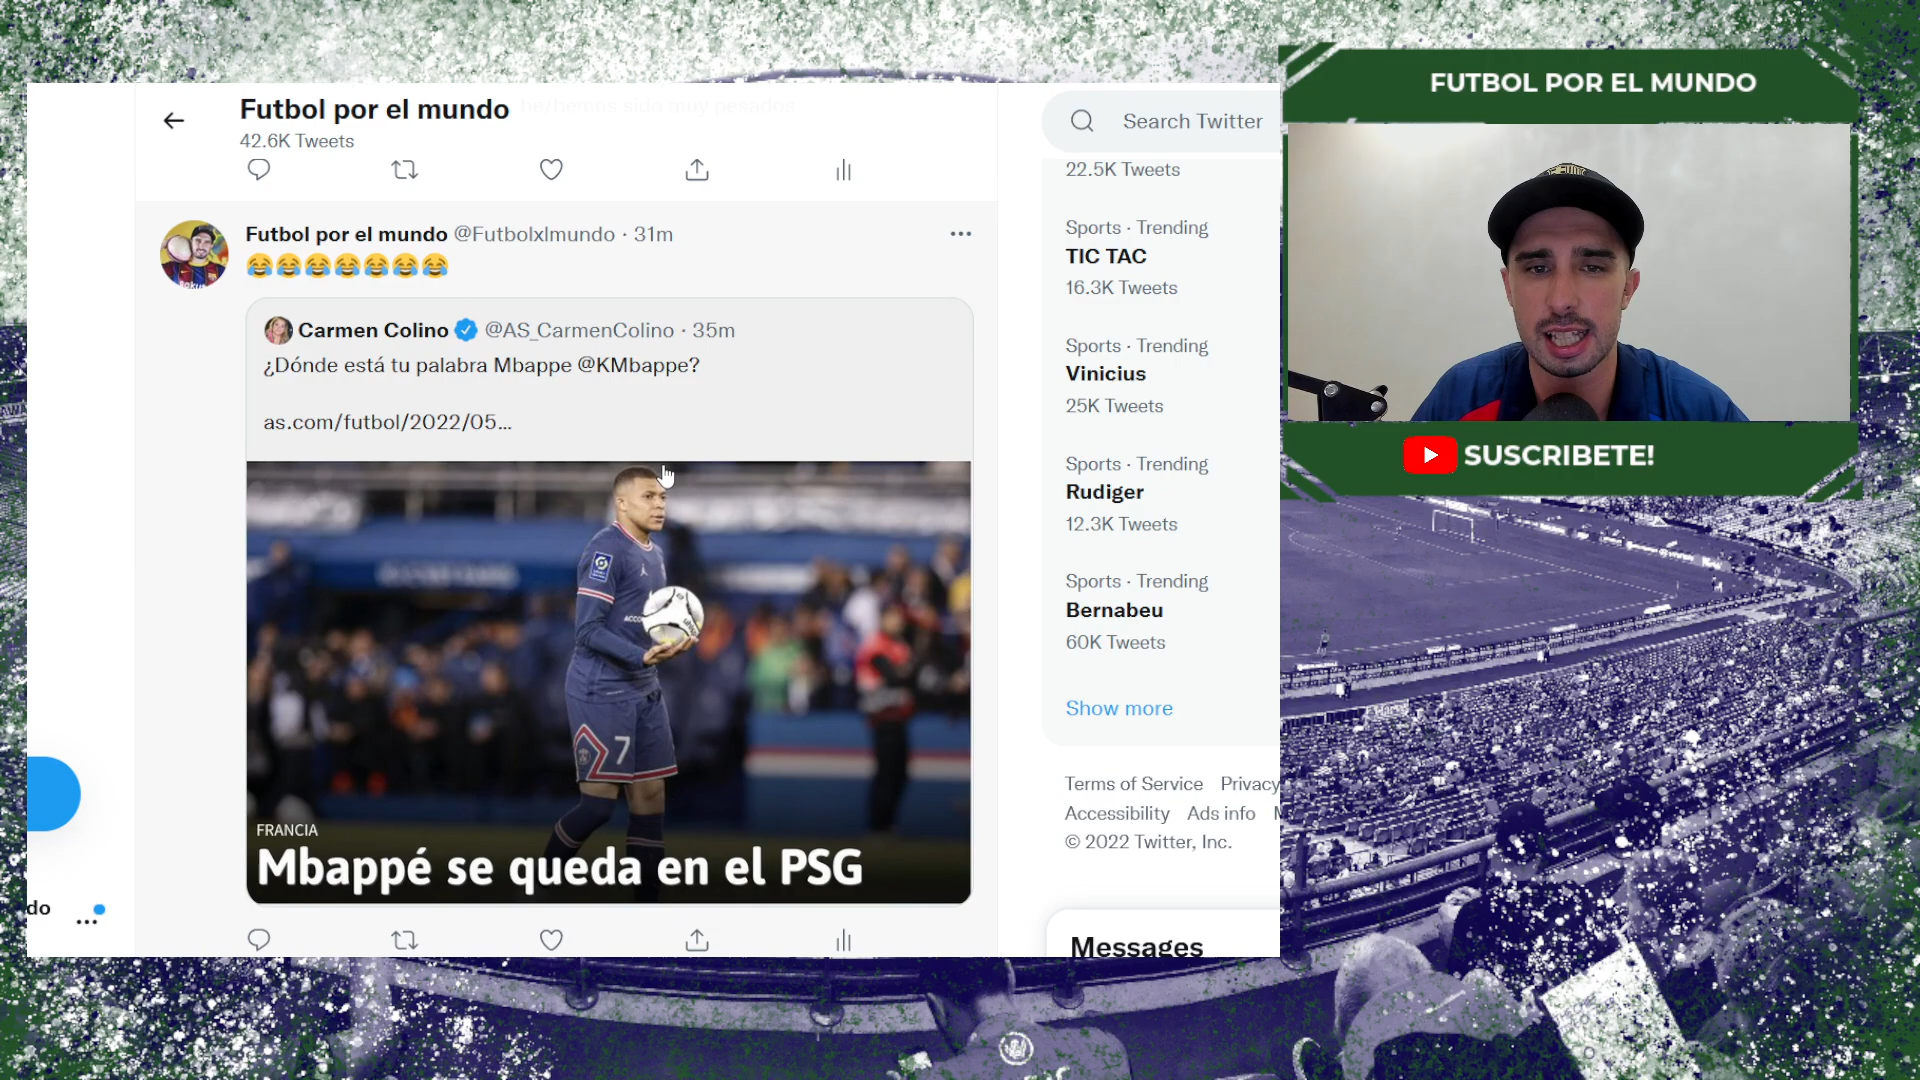 Futbol por el mundo
42.6K Tweets
Futbol por el mundo @Futbolxlmundo · 31m
😂😂😂😂😂😂😂
Carmen Colino @AS_CarmenColino · 35m
¿Dónde está tu palabra Mbappe @KMbappe?
as.com/futbol/2022/05...
7
FRANCIA
Mbappé se queda en el PSG
do
Search Twitter
22.5K Tweets
Sports · Trending
TIC TAC
16.3K Tweets
Sports · Trending
Vinicius
25K Tweets
Sports · Trending
Rudiger
12.3K Tweets
Sports · Trending
Bernabeu
60K Tweets
Show more
Terms of Service Privacy
Accessibility Ads info
© 2022 Twitter, Inc.
Messages
FUTBOL POR EL MUNDO
SUSCRIBETE!